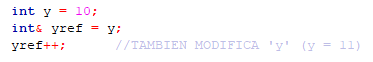 int y = 10;
int& yref = y;
yref++; //TAMBIEN MODIFICA 'y' (y = 11)